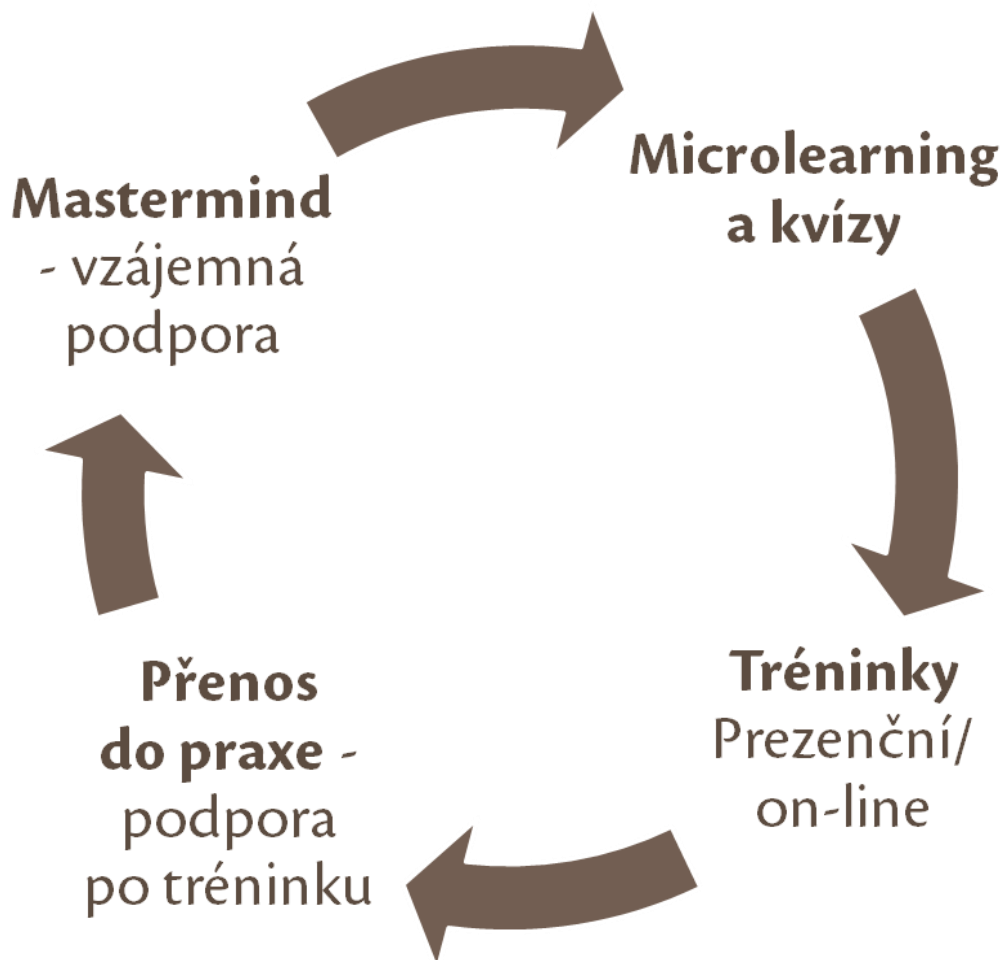 Mastermind
- vzájemná
podpora
Microlearning
a kvízy
Tréninky
Prezenční/
on-line
Přenos
do praxe -
podpora
po tréninku